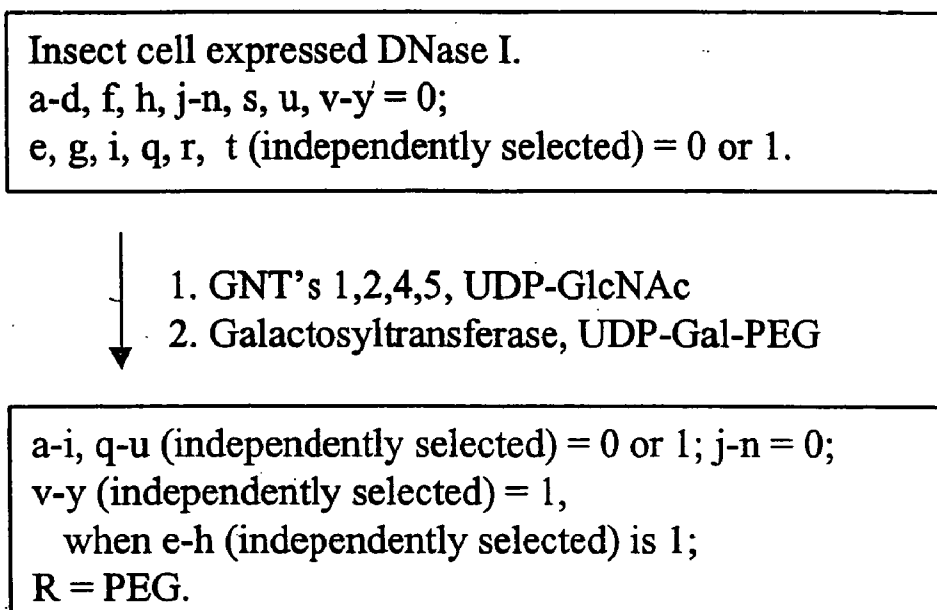 Insect cell expressed DNase I.
a-d, f, h, j-n, s, u, v-y = 0;
e, g, i, q, r, t (independently selected) = 0 or 1.
1. GNT's 1,2,4,5, UDP-GlcNAc
2. Galactosyltransferase, UDP-Gal-PEG
a-i, q-u (independently selected) = 0 or 1; j-n = 0;
v-y (independently selected) = 1,
when e-h (independently selected) is 1;
R = PEG.